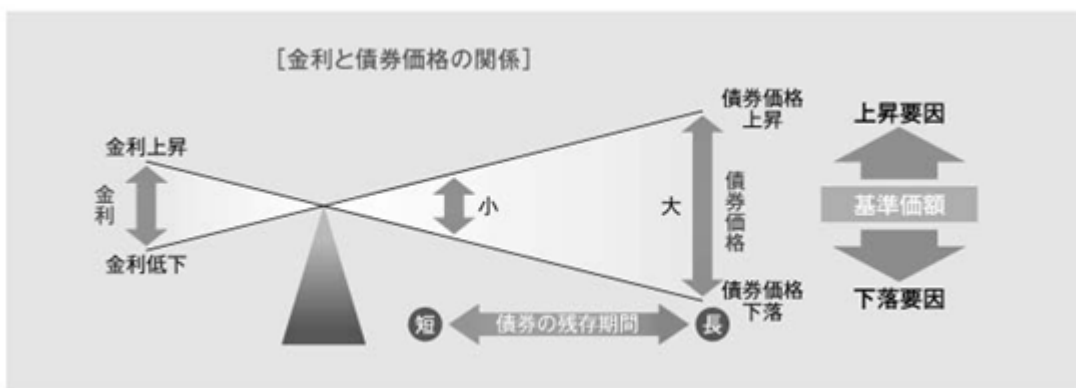 [金利と債券価格の関係]
金利上昇
金利
金利低下
小
大
債券価格
上昇
債券価格
債券価格
下落
短
債券の残存期間
長
上昇要因
基準価額
下落要因